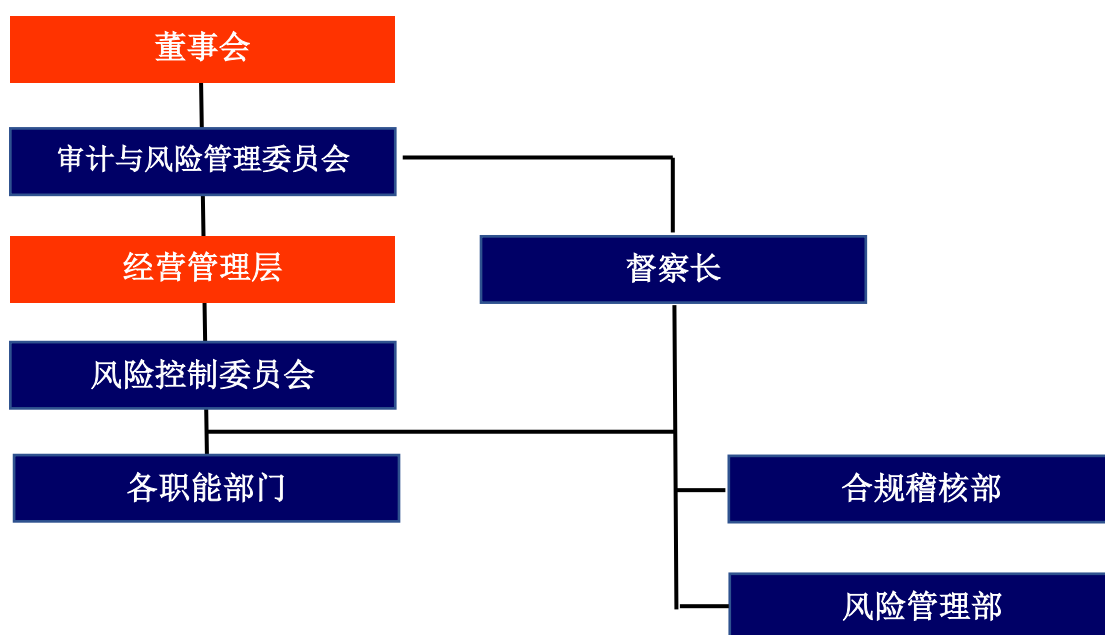 董事会
审计与风险管理委员会
经营管理层
督察长
风险控制委员会
各职能部门
合规稽核部
风险管理部